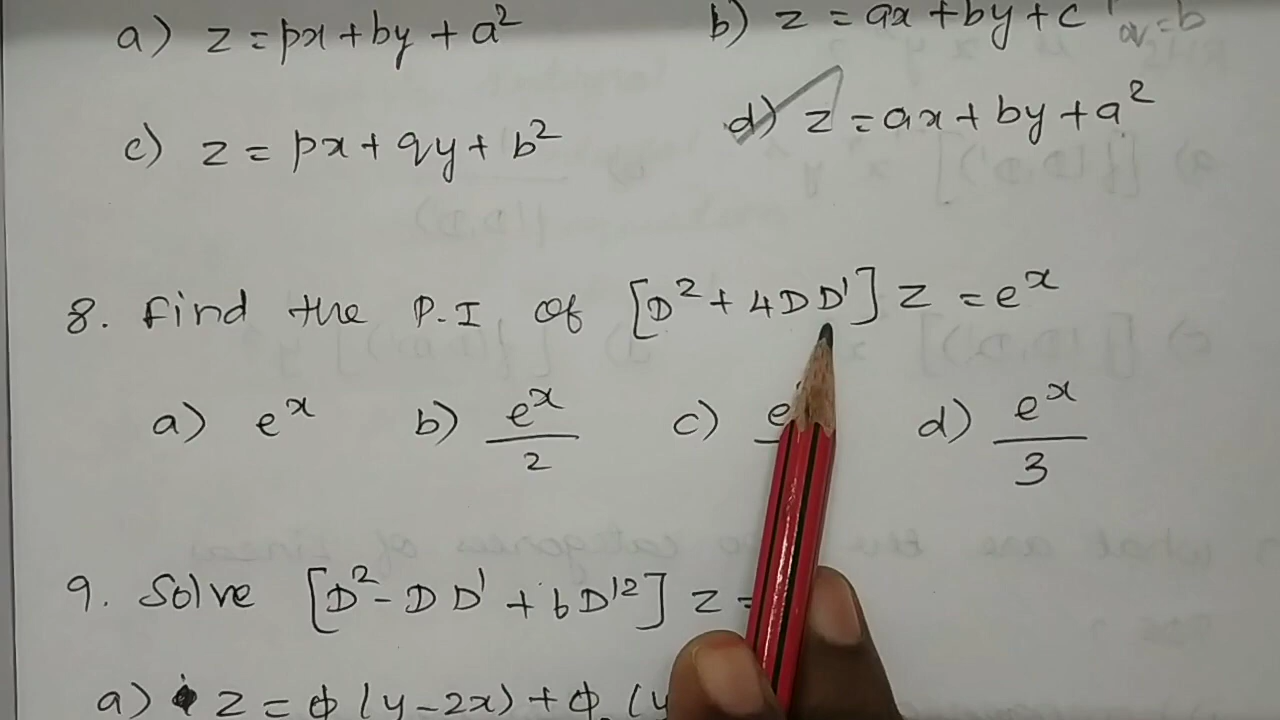 a) z = px + by + a² b) z = ax + by + c
c) z = px + qy + b² d) z = ax + by + a²
8. Find the P.I of [D² + 4DD'] z = eˣ
a) eˣ b) eˣ/2 c) d) eˣ/3
9. Solve [D² - DD' + 6D'²] z =
a) z = ϕ (y - 2x) + ϕ (y